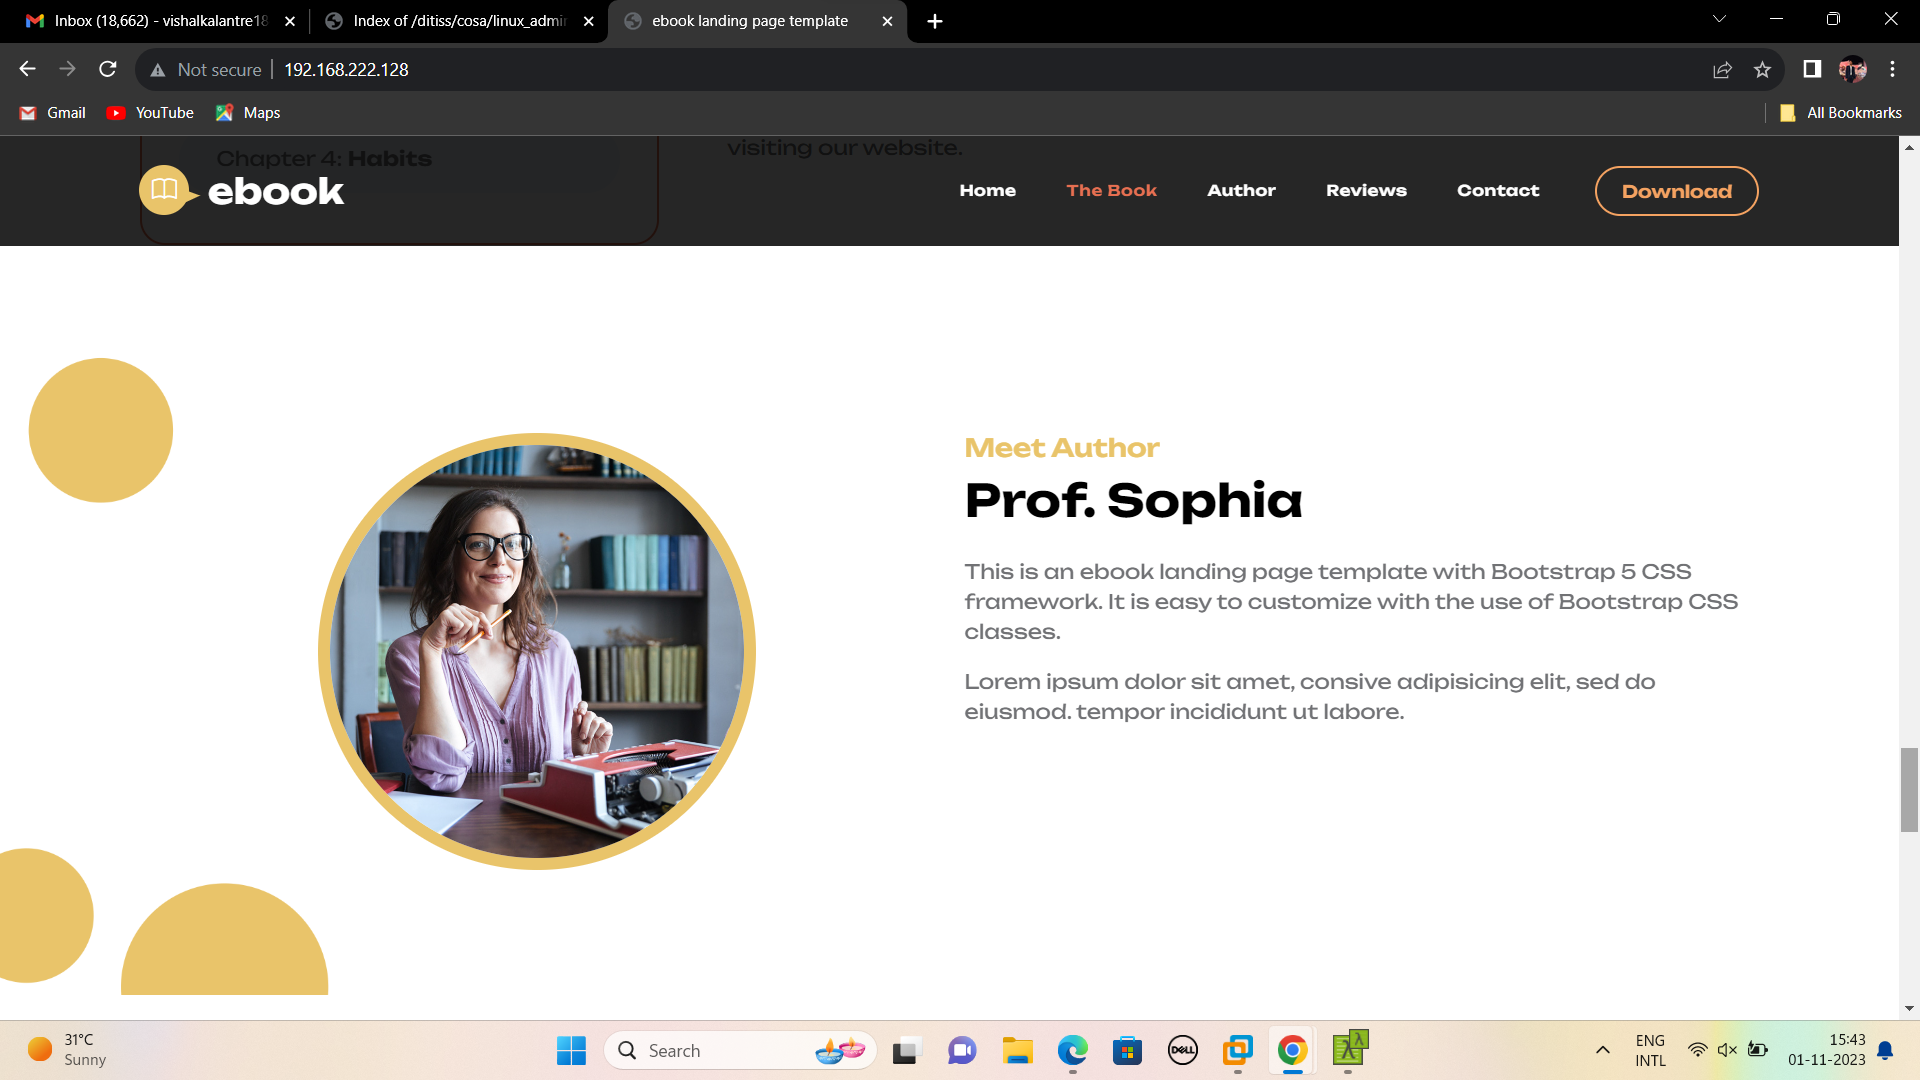 Inbox (18,662) - vishalkalantre18
Index of /ditiss/cosa/linux_admi
ebook landing page template
Not secure
192.168.222.128
Gmail
YouTube
Maps
All Bookmarks
Chapter 4: Habits
visiting our website.
ebook
Home
The Book
Author
Reviews
Contact
Download
Meet Author
Prof. Sophia
This is an ebook landing page template with Bootstrap 5 CSS
framework. It is easy to customize with the use of Bootstrap CSS
classes.
Lorem ipsum dolor sit amet, consive adipisicing elit, sed do
eiusmod. tempor incididunt ut labore.
31°C
Sunny
Search
DELL
ENG
INTL
15:43
01-11-2023